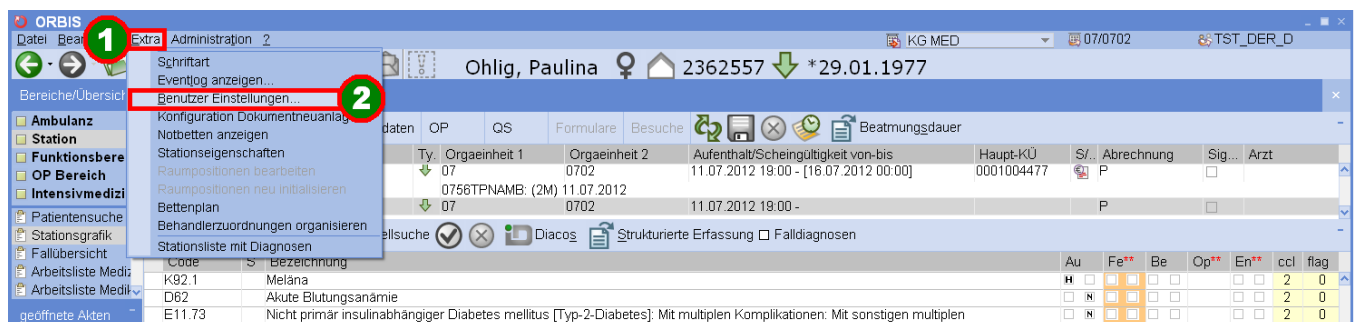 ORBIS
Datei Bear 1 Extra Administration ?
KG MED 07/0702 TST_DER_D
Ohlig, Paulina 2362557 *29.01.1977
Schriftart
Eventlog anzeigen...
Benutzer Einstellungen... 2
Konfiguration Dokumentneuanlag
Notbetten anzeigen
Stationseigenschaften
Raumpositionen bearbeiten
Raumpositionen neu initialisieren
Bettenplan
Behandlerzuordnungen organisieren
Stationsliste mit Diagnosen
Bereiche/Übersich
Ambulanz
Station
Funktionsbere
OP Bereich
Intensivmedizi
Patientensuche
Stationsgrafik
Fallübersicht
Arbeitsliste Mediz
Arbeitsliste Medik
geöffnete Akten
daten OP QS Formulare Besuche Beatmungsdauer
Ty. Orgaeinheit 1 Orgaeinheit 2 Aufenthalt/Scheingültigkeit von-bis Haupt-KÜ S/.. Abrechnung Sig... Arzt
07 0702 11.07.2012 19:00 - [16.07.2012 00:00] 0001004477 P
0756TPNAMB: (2M) 11.07.2012
07 0702 11.07.2012 19:00 - P
ellsuche Diacos Strukturierte Erfassung Falldiagnosen
Code S Bezeichnung Au Fe** Be Op** En** ccl flag
K92.1 Meläna H 2 0
D62 Akute Blutungsanämie N 2 0
E11.73 Nicht primär insulinabhängiger Diabetes mellitus [Typ-2-Diabetes]: Mit multiplen Komplikationen: Mit sonstigen multiplen N 2 0